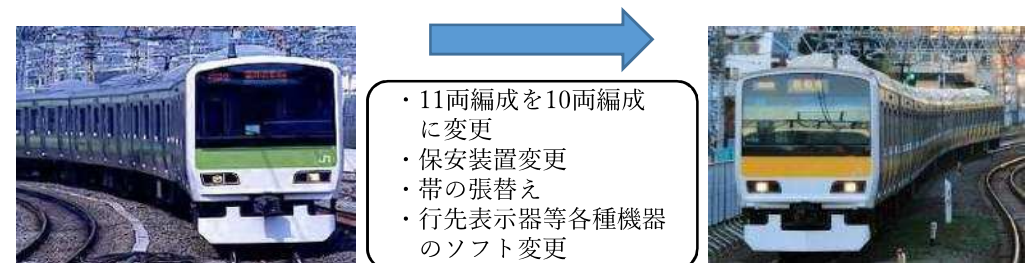 ・11両編成を10両編成
に変更
・保安装置変更
・帯の張替え
・行先表示器等各種機器
のソフト変更
JR